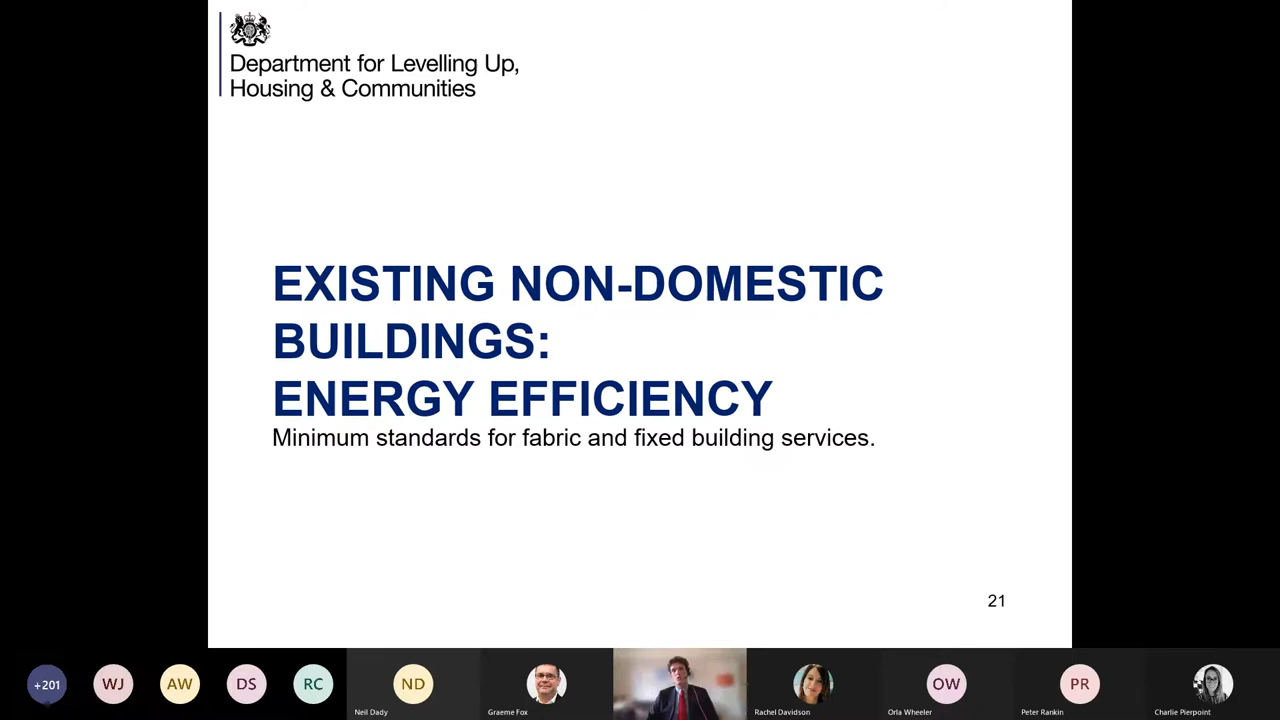 Department for Levelling Up,
Housing & Communities
EXISTING NON-DOMESTIC
BUILDINGS:
ENERGY EFFICIENCY
Minimum standards for fabric and fixed building services.
21
+201
WJ
AW
DS
RC
ND
OW
PR
Neil Dady
Graeme Fox
Rachel Davidson
Orla Wheeler
Peter Rankin
Charlie Pierpoint